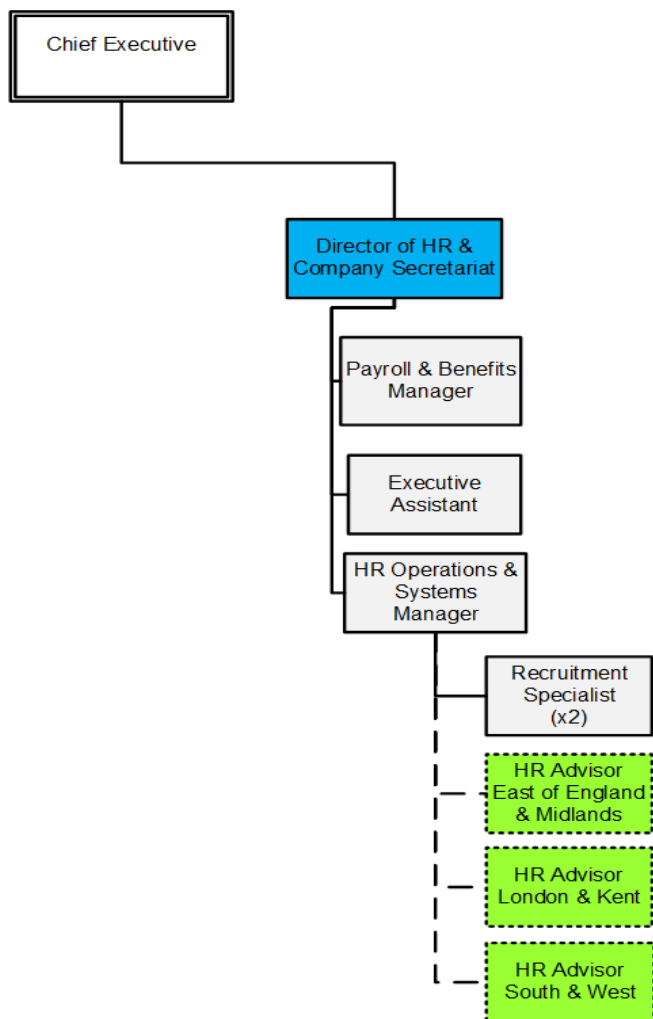 Chief Executive
Director of HR &
Company Secretariat
Payroll & Benefits
Manager
Executive
Assistant
HR Operations &
Systems
Manager
Recruitment
Specialist
(x2)
HR Advisor
East of England
& Midlands
HR Advisor
London & Kent
HR Advisor
South & West